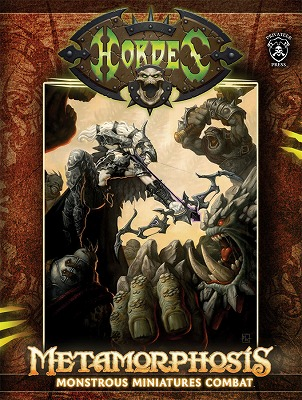 HORDES
PRIVATEER
PRESS
METAMORPHOSIS
MONSTROUS MINIATURES COMBAT